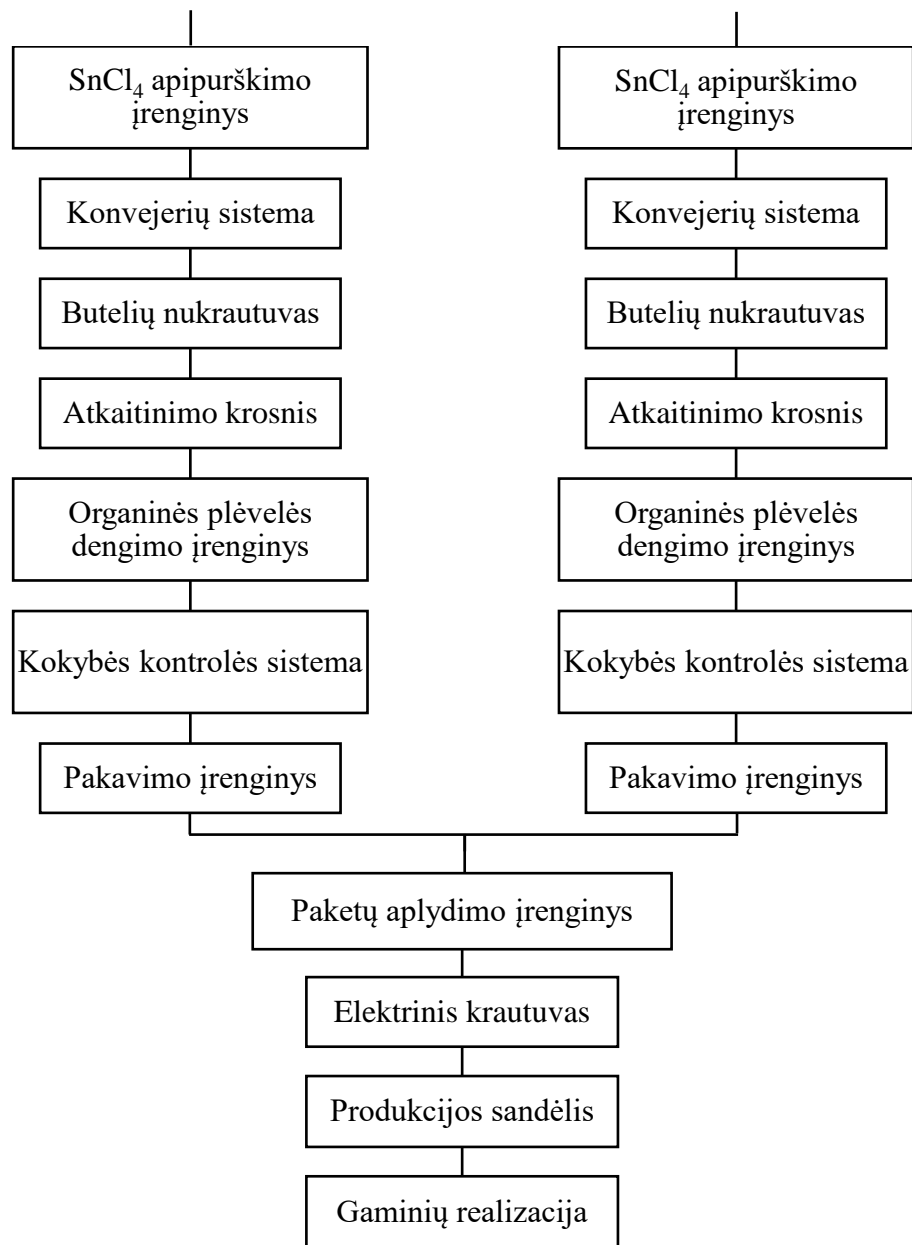 SnCl₄ apipurškimo
įrenginys
Konvejerių sistema
Butelių nukrautuvas
Atkaitinimo krosnis
Organinės plėvelės
dengimo įrenginys
Kokybės kontrolės sistema
Pakavimo įrenginys
SnCl₄ apipurškimo
įrenginys
Konvejerių sistema
Butelių nukrautuvas
Atkaitinimo krosnis
Organinės plėvelės
dengimo įrenginys
Kokybės kontrolės sistema
Pakavimo įrenginys
Paketų aplydimo įrenginys
Elektrinis krautuvas
Produkcijos sandėlis
Gaminių realizacija